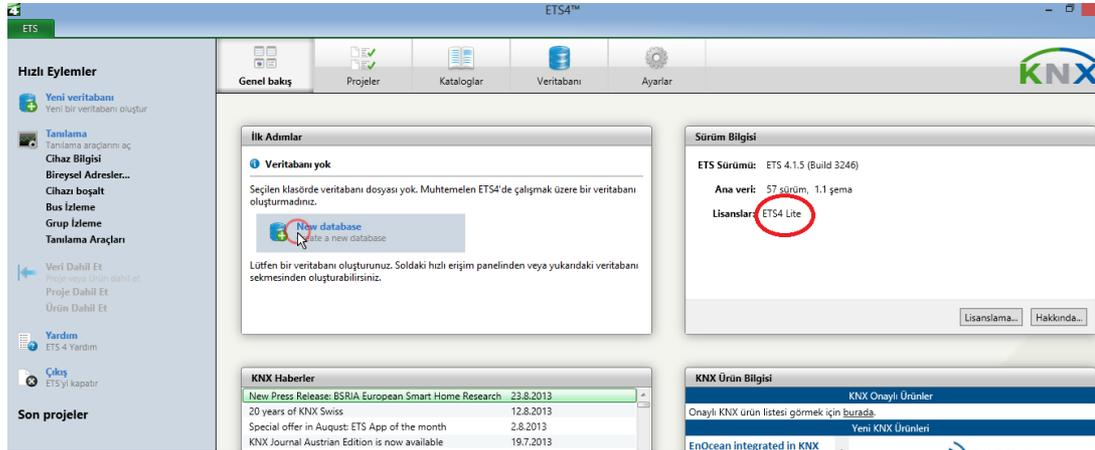 ETS4™
ETS
Hızlı Eylemler
Yeni veritabanı
Yeni bir veritabanı oluştur
Tanılama
Tanılama araçlarını aç
Cihaz Bilgisi
Bireysel Adresler...
Cihazı boşalt
Bus İzleme
Grup İzleme
Tanılama Araçları
Veri Dahil Et
Proje veya Ürün dahil et
Proje Dahil Et
Ürün Dahil Et
Yardım
ETS 4 Yardım
Çıkış
ETS'yi kapatır
Son projeler
Genel bakış
Projeler
Kataloglar
Veritabanı
Ayarlar
KNX
İlk Adımlar
Veritabanı yok
Seçilen klasörde veritabanı dosyası yok. Muhtemelen ETS4'de çalışmak üzere bir veritabanı
oluşturmadınız.
New database
a new database
Lütfen bir veritabanı oluşturunuz. Soldaki hızlı erişim panelinden veya yukarıdaki veritabanı
sekmesinden oluşturabilirsiniz.
Sürüm Bilgisi
ETS Sürümü: ETS 4.1.5 (Build 3246)
Ana veri: 57 sürüm, 1.1 şema
Lisanslar: ETS4 Lite
Lisanslama... Hakkında...
KNX Haberler
New Press Release: BSRIA European Smart Home Research 23.8.2013
20 years of KNX Swiss 12.8.2013
Special offer in August: ETS App of the month 2.8.2013
KNX Journal Austrian Edition is now available 19.7.2013
KNX Ürün Bilgisi
KNX Onaylı Ürünler
Onaylı KNX ürün listesi görmek için burada.
Yeni KNX Ürünleri
EnOcean integrated in KNX